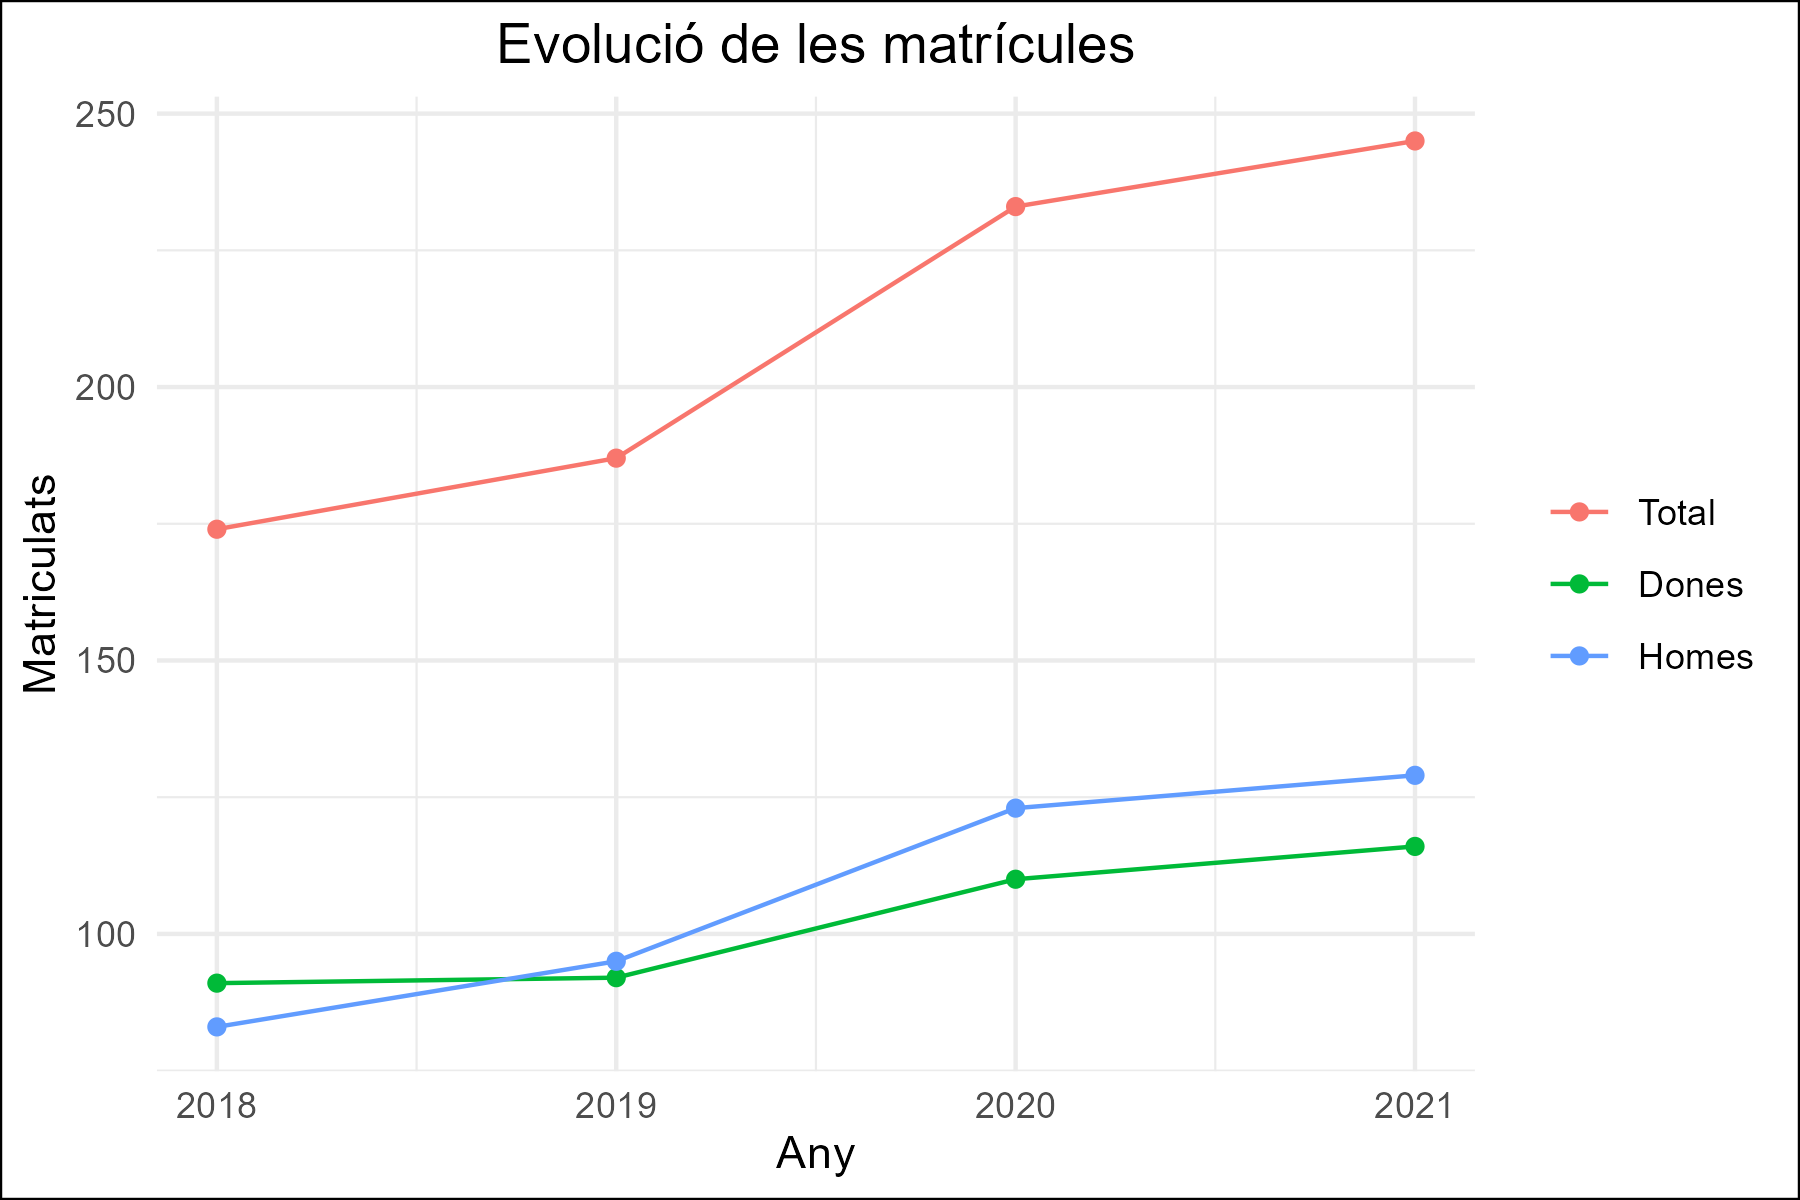 Evolució de les matrícules
250
200
150
100
Matriculats
2018 2019 2020 2021
Any
Total
Dones
Homes